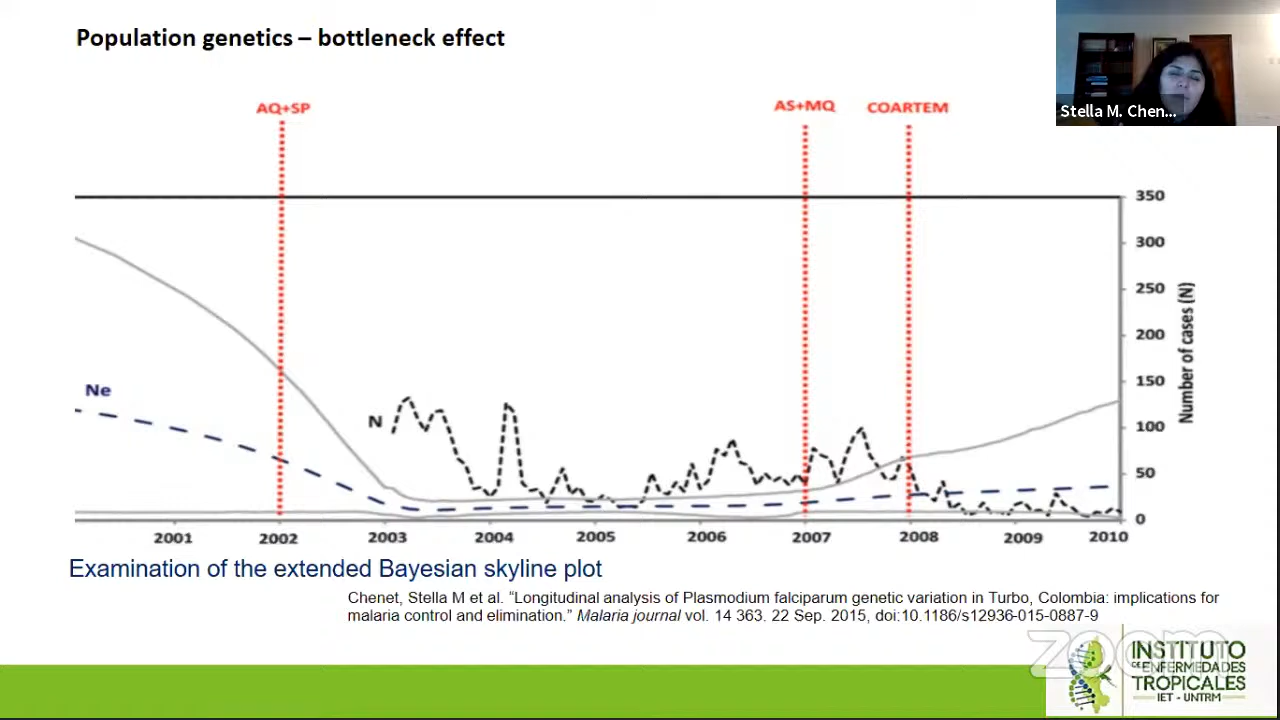 Population genetics – bottleneck effect
Stella M. Chen...
AQ+SP
AS+MQ
COARTEM
350
300
250
200
150
100
50
0
Number of cases (N)
Ne
N
2001
2002
2003
2004
2005
2006
2007
2008
2009
2010
Examination of the extended Bayesian skyline plot
Chenet, Stella M et al. “Longitudinal analysis of Plasmodium falciparum genetic variation in Turbo, Colombia: implications for
malaria control and elimination.” Malaria journal vol. 14 363. 22 Sep. 2015, doi:10.1186/s12936-015-0887-9
zoom
INSTITUTO
DE ENFERMEDADES
TROPICALES
IET - UNTRM